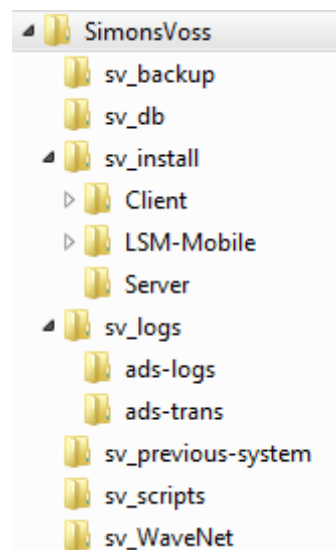 SimonsVoss
sv_backup
sv_db
sv_install
Client
LSM-Mobile
Server
sv_logs
ads-logs
ads-trans
sv_previous-system
sv_scripts
sv_WaveNet